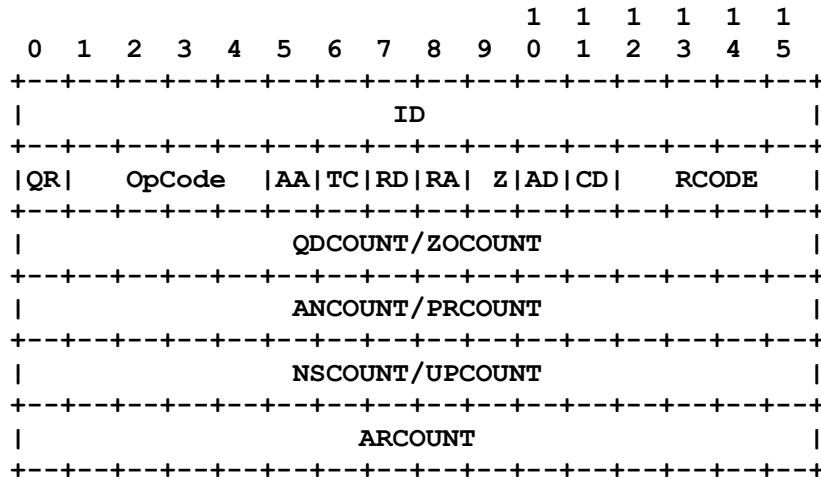 1  1  1  1  1  1
  0  1  2  3  4  5  6  7  8  9  0  1  2  3  4  5
+--+--+--+--+--+--+--+--+--+--+--+--+--+--+--+--+
|                      ID                       |
+--+--+--+--+--+--+--+--+--+--+--+--+--+--+--+--+
|QR|   OpCode  |AA|TC|RD|RA| Z|AD|CD|   RCODE   |
+--+--+--+--+--+--+--+--+--+--+--+--+--+--+--+--+
|                QDCOUNT/ZOCOUNT                |
+--+--+--+--+--+--+--+--+--+--+--+--+--+--+--+--+
|                ANCOUNT/PRCOUNT                |
+--+--+--+--+--+--+--+--+--+--+--+--+--+--+--+--+
|                NSCOUNT/UPCOUNT                |
+--+--+--+--+--+--+--+--+--+--+--+--+--+--+--+--+
|                    ARCOUNT                    |
+--+--+--+--+--+--+--+--+--+--+--+--+--+--+--+--+